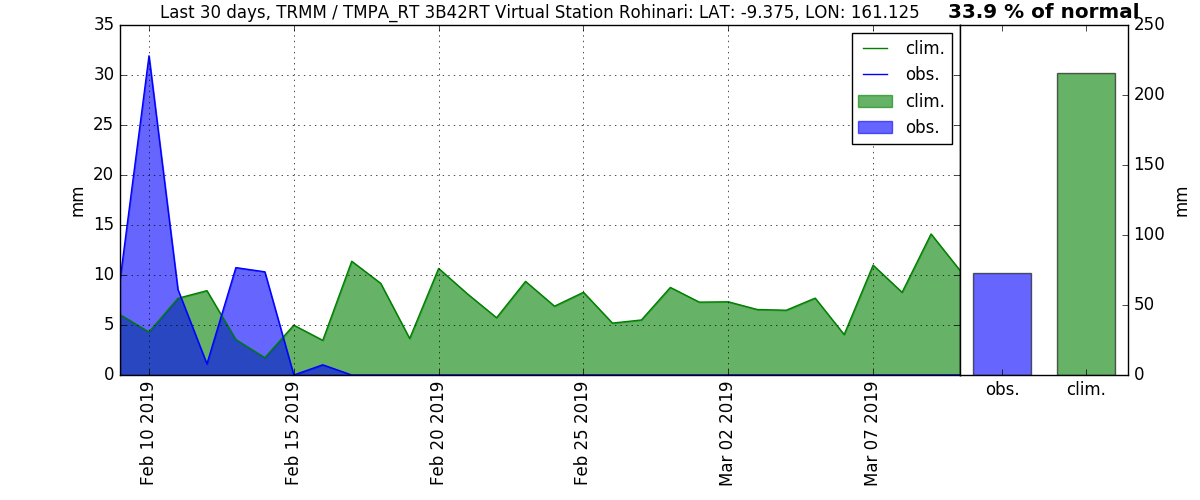 Last 30 days, TRMM / TMPA_RT 3B42RT Virtual Station Rohinari: LAT: -9.375, LON: 161.125
33.9 % of normal
35
30
25
20
15
10
5
0
mm
clim.
obs.
clim.
obs.
Feb 10 2019
Feb 15 2019
Feb 20 2019
Feb 25 2019
Mar 02 2019
Mar 07 2019
250
200
150
100
50
0
mm
obs.
clim.